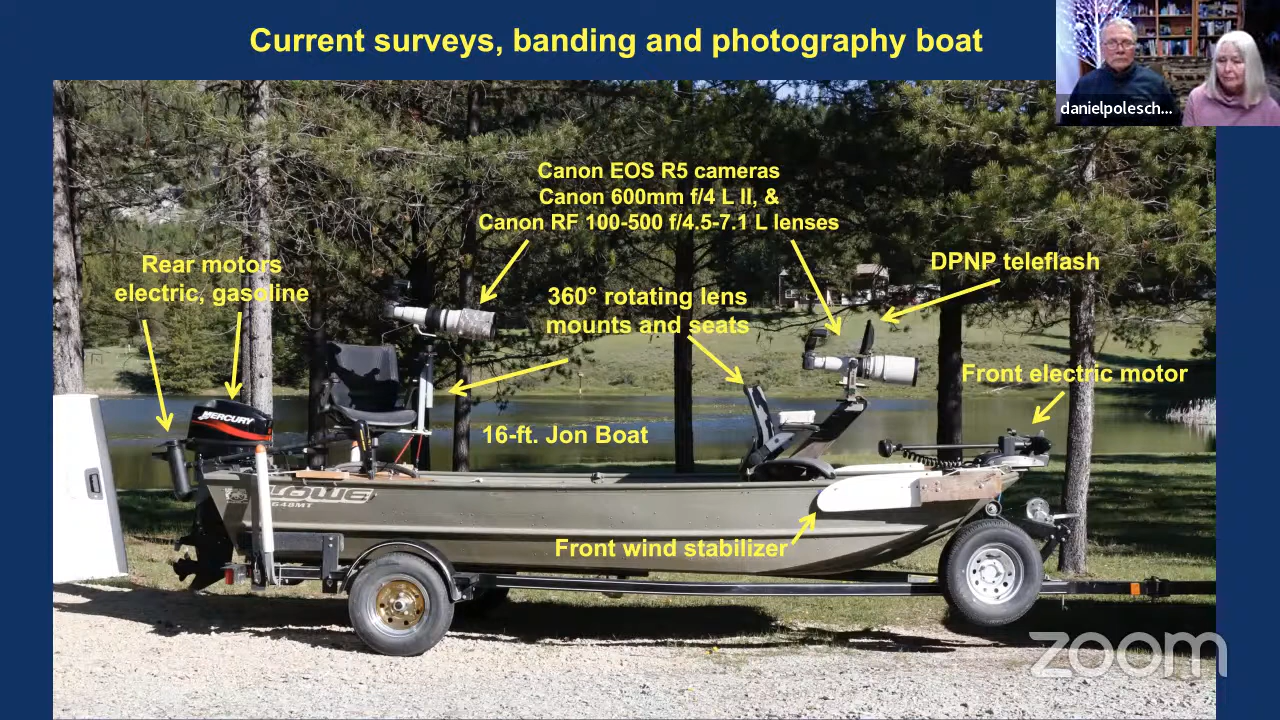 Current surveys, banding and photography boat
danielpolesch...
Canon EOS R5 cameras
Canon 600mm f/4 L II, &
Canon RF 100-500 f/4.5-7.1 L lenses
Rear motors
electric, gasoline
DPNP teleflash
360° rotating lens
mounts and seats
Front electric motor
MERCURY
16-ft. Jon Boat
LOWE
1648MT
Front wind stabilizer
zoom